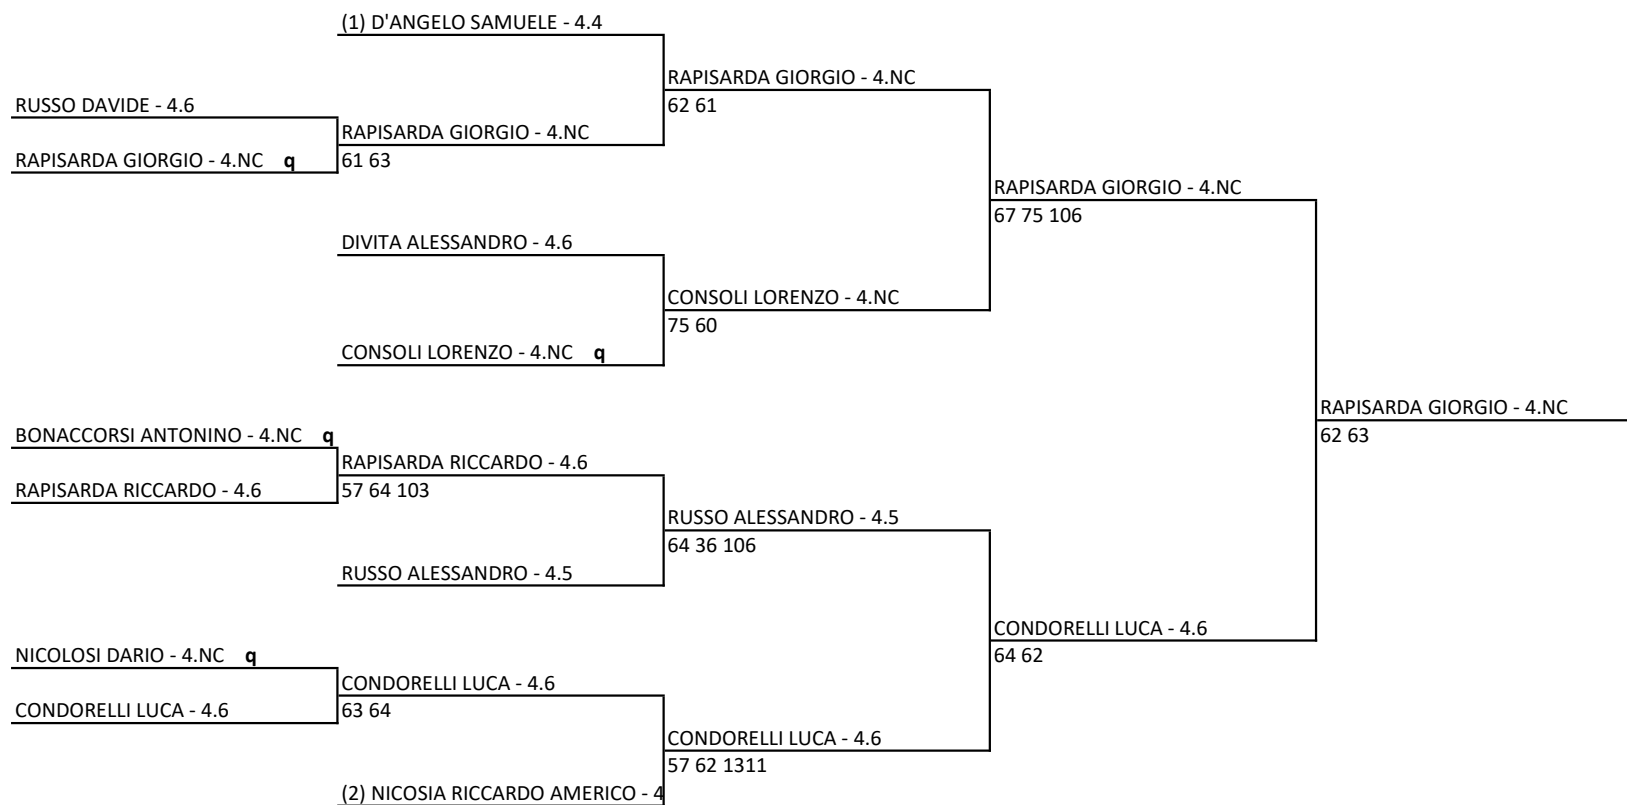 (1) D'ANGELO SAMUELE - 4.4
RAPISARDA GIORGIO - 4.NC
62 61
RUSSO DAVIDE - 4.6
RAPISARDA GIORGIO - 4.NC
61 63
RAPISARDA GIORGIO - 4.NC q
RAPISARDA GIORGIO - 4.NC
67 75 106
DIVITA ALESSANDRO - 4.6
CONSOLI LORENZO - 4.NC
75 60
CONSOLI LORENZO - 4.NC q
RAPISARDA GIORGIO - 4.NC
62 63
BONACCORSI ANTONINO - 4.NC q
RAPISARDA RICCARDO - 4.6
57 64 103
RAPISARDA RICCARDO - 4.6
RUSSO ALESSANDRO - 4.5
64 36 106
RUSSO ALESSANDRO - 4.5
CONDORELLI LUCA - 4.6
64 62
NICOLOSI DARIO - 4.NC q
CONDORELLI LUCA - 4.6
63 64
CONDORELLI LUCA - 4.6
CONDORELLI LUCA - 4.6
57 62 1311
(2) NICOSIA RICCARDO AMERICO - 4